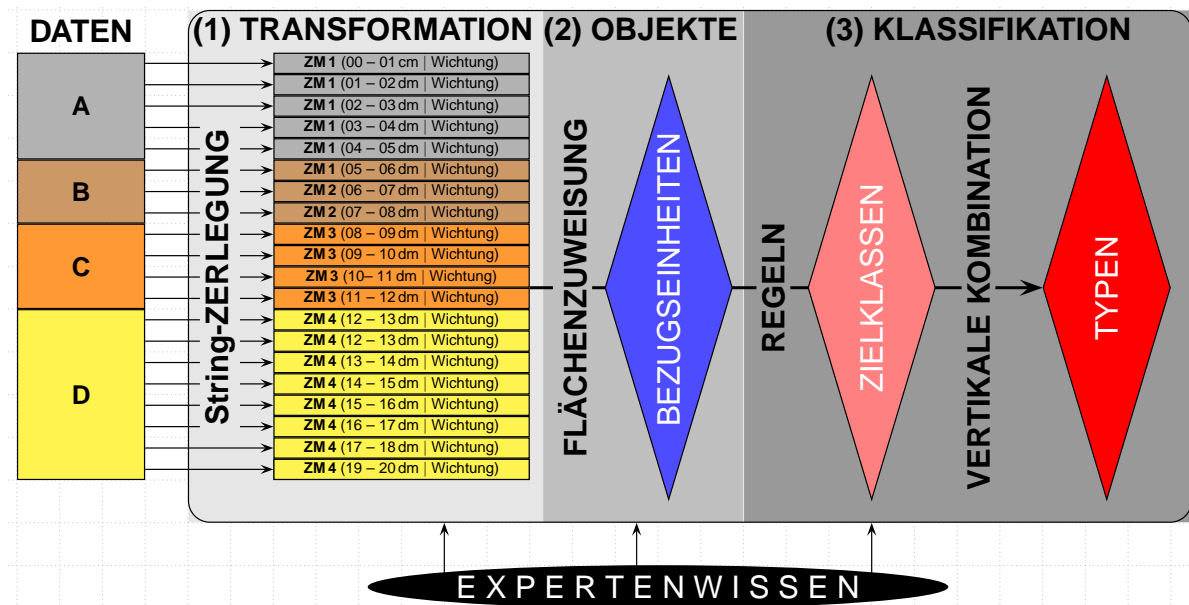 DATEN
(1) TRANSFORMATION
(2) OBJEKTE
(3) KLASSIFIKATION
A
B
C
D
String-ZERLEGUNG
ZM 1 (00 – 01 cm | Wichtung)
ZM 1 (01 – 02 dm | Wichtung)
ZM 1 (02 – 03 dm | Wichtung)
ZM 1 (03 – 04 dm | Wichtung)
ZM 1 (04 – 05 dm | Wichtung)
ZM 1 (05 – 06 dm | Wichtung)
ZM 2 (06 – 07 dm | Wichtung)
ZM 2 (07 – 08 dm | Wichtung)
ZM 3 (08 – 09 dm | Wichtung)
ZM 3 (09 – 10 dm | Wichtung)
ZM 3 (10– 11 dm | Wichtung)
ZM 3 (11 – 12 dm | Wichtung)
ZM 4 (12 – 13 dm | Wichtung)
ZM 4 (12 – 13 dm | Wichtung)
ZM 4 (13 – 14 dm | Wichtung)
ZM 4 (14 – 15 dm | Wichtung)
ZM 4 (15 – 16 dm | Wichtung)
ZM 4 (16 – 17 dm | Wichtung)
ZM 4 (17 – 18 dm | Wichtung)
ZM 4 (19 – 20 dm | Wichtung)
FLÄCHENZUWEISUNG
BEZUGSEINHEITEN
REGELN
ZIELKLASSEN
VERTIKALE KOMBINATION
TYPEN
EXPERTENWISSEN